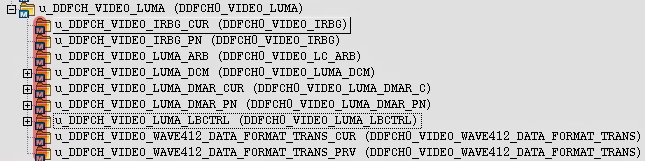 u_DDFCH_VIDEO_LUMA (DDFCH0_VIDEO_LUMA)
u_DDFCH_VIDEO_IRBG_CUR (DDFCH0_VIDEO_IRBG)
u_DDFCH_VIDEO_IRBG_PN (DDFCH0_VIDEO_IRBG)
u_DDFCH_VIDEO_LUMA_ARB (DDFCH0_VIDEO_LC_ARB)
u_DDFCH_VIDEO_LUMA_DCM (DDFCH0_VIDEO_LUMA_DCM)
u_DDFCH_VIDEO_LUMA_DMAR_CUR (DDFCH0_VIDEO_LUMA_DMAR_C)
u_DDFCH_VIDEO_LUMA_DMAR_PN (DDFCH0_VIDEO_LUMA_DMAR_PN)
u_DDFCH_VIDEO_LUMA_LBCTRL (DDFCH0_VIDEO_LUMA_LBCTRL)
u_DDFCH_VIDEO_WAVE412_DATA_FORMAT_TRANS_CUR (DDFCH0_VIDEO_WAVE412_DATA_FORMAT_TRANS)
u_DDFCH_VIDEO_WAVE412_DATA_FORMAT_TRANS_PRV (DDFCH0_VIDEO_WAVE412_DATA_FORMAT_TRANS)